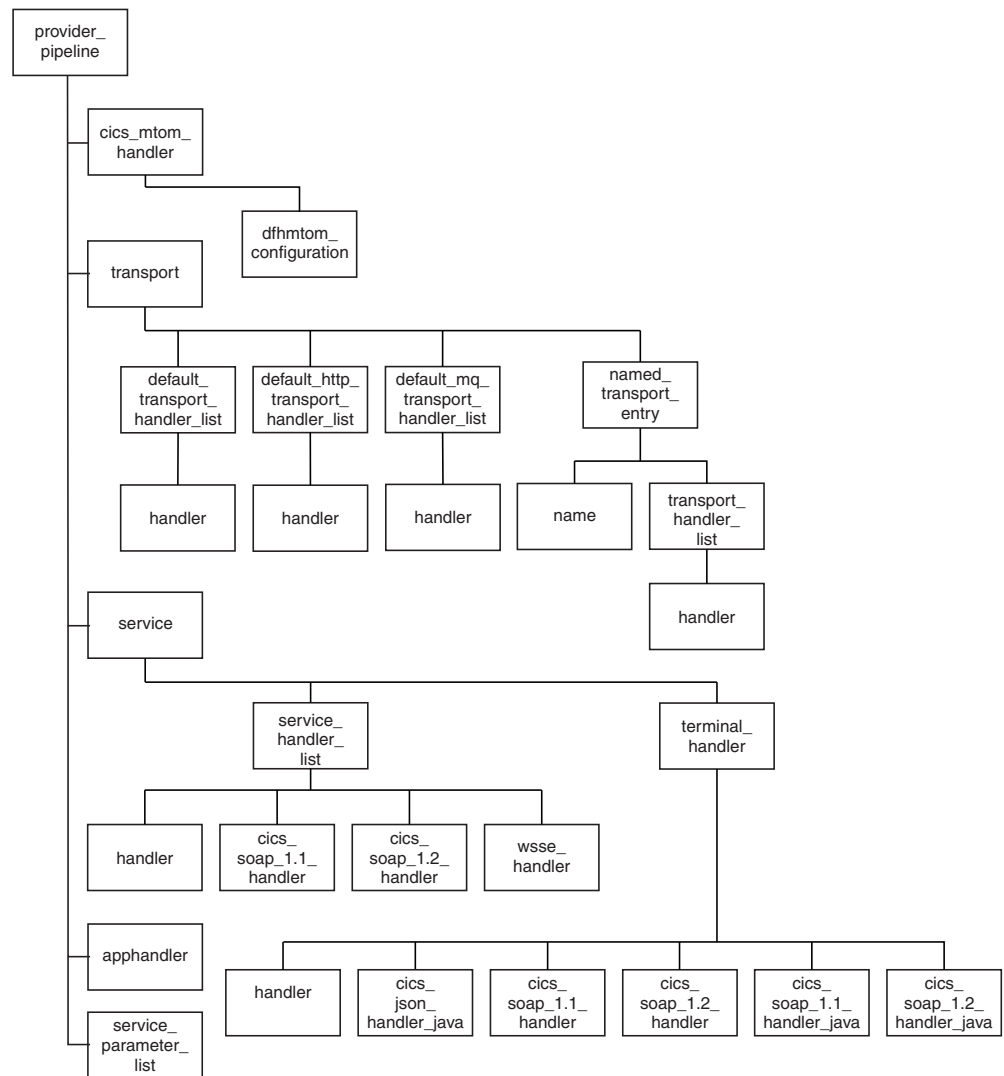 provider_
pipeline
cics_mtom_
handler
dfhmtom_
configuration
transport
default_
transport_
handler_list
default_http_
transport_
handler_list
default_mq_
transport_
handler_list
named_
transport_
entry
handler
handler
handler
name
transport_
handler_
list
handler
service
service_
handler_
list
terminal_
handler
handler
cics_
soap_1.1_
handler
cics_
soap_1.2_
handler
wsse_
handler
apphandler
handler
cics_
json_
handler_java
cics_
soap_1.1_
handler
cics_
soap_1.2_
handler
cics_
soap_1.1_
handler_java
cics_
soap_1.2_
handler_java
service_
parameter_
list